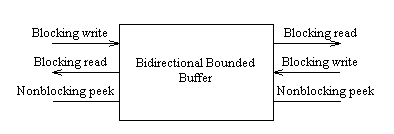 Blocking write
Blocking read
Blocking read
Bidirectional Bounded
Buffer
Blocking write
Nonblocking peek
Nonblocking peek